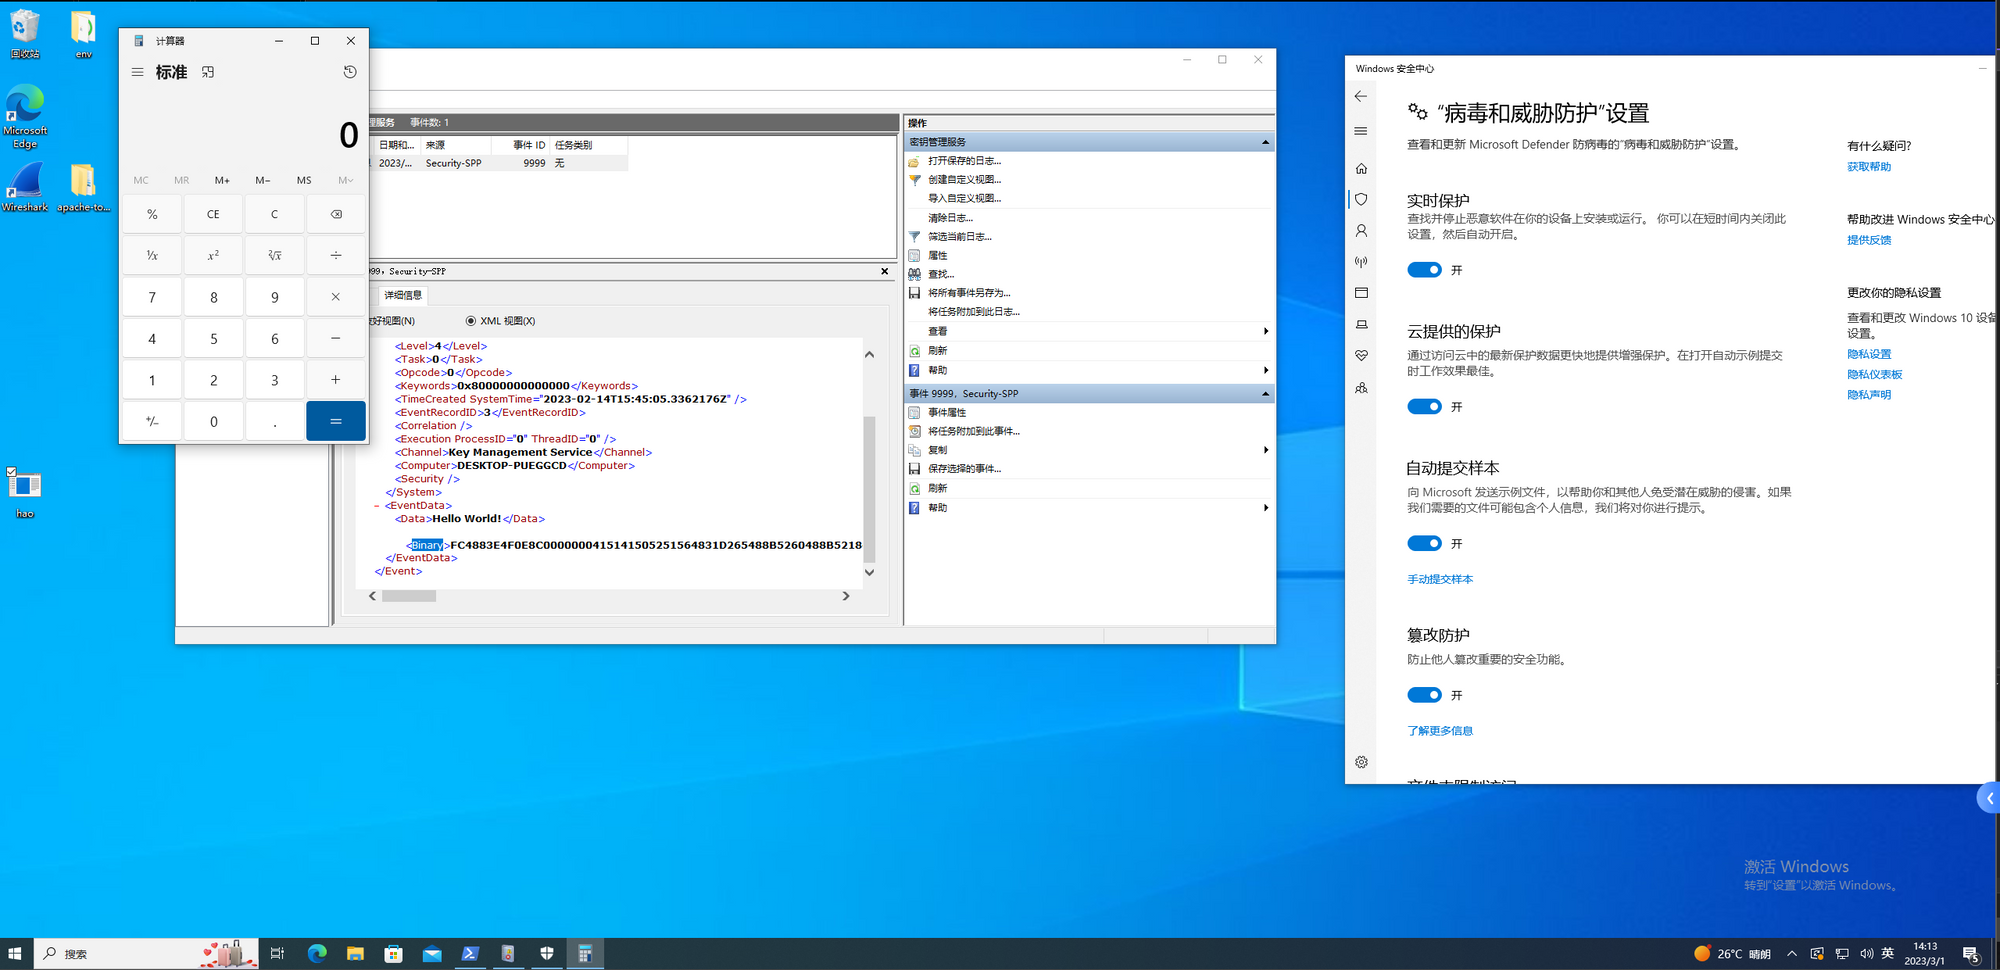 回收站
env
Microsoft
Edge
Wireshark
apache-to...
hao
计算器
标准
0
MC MR M+ M− MS M
% CE C
⅟x x² ²√x ÷
7 8 9 ×
4 5 6 −
1 2 3 +
+/− 0 . =
理服务 事件数: 1
日期和... 来源 事件 ID 任务类别
2023/... Security-SPP 9999 无
999, Security-SPP
详细信息
友好视图(N) XML 视图(X)
<Level>4</Level>
<Task>0</Task>
<Opcode>0</Opcode>
<Keywords>0x80000000000000</Keywords>
<TimeCreated SystemTime="2023-02-14T15:45:05.3362176Z" />
<EventRecordID>3</EventRecordID>
<Correlation />
<Execution ProcessID="0" ThreadID="0" />
<Channel>Key Management Service</Channel>
<Computer>DESKTOP-PUEGGCD</Computer>
<Security />
</System>
- <EventData>
<Data>Hello World!</Data>
<Binary>FC4883E4F0E8C0000000415141505251564831D265488B5260488B5218
</EventData>
</Event>
操作
密钥管理服务
打开保存的日志...
创建自定义视图...
导入自定义视图...
清除日志...
筛选当前日志...
属性
查找...
将所有事件另存为...
将任务附加到此日志...
查看
刷新
帮助
事件 9999, Security-SPP
事件属性
将任务附加到此事件...
复制
保存选择的事件...
刷新
帮助
Windows 安全中心
“病毒和威胁防护”设置
查看和更新 Microsoft Defender 防病毒的“病毒和威胁防护”设置。
实时保护
查找并停止恶意软件在你的设备上安装或运行。 你可以在短时间内关闭此
设置，然后自动开启。
开
云提供的保护
通过访问云中的最新保护数据更快地提供增强保护。在打开自动示例提交
时工作效果最佳。
开
自动提交样本
向 Microsoft 发送示例文件，以帮助你和其他人免受潜在威胁的侵害。如果
我们需要的文件可能包含个人信息，我们将对你进行提示。
开
手动提交样本
篡改防护
防止他人篡改重要的安全功能。
开
了解更多信息
有什么疑问?
获取帮助
帮助改进 Windows 安全中心
提供反馈
更改你的隐私设置
查看和更改 Windows 10 设备
设置。
隐私设置
隐私仪表板
隐私声明
激活 Windows
转到“设置”以激活 Windows。
搜索
26°C 晴朗
英
14:13
2023/3/1
5